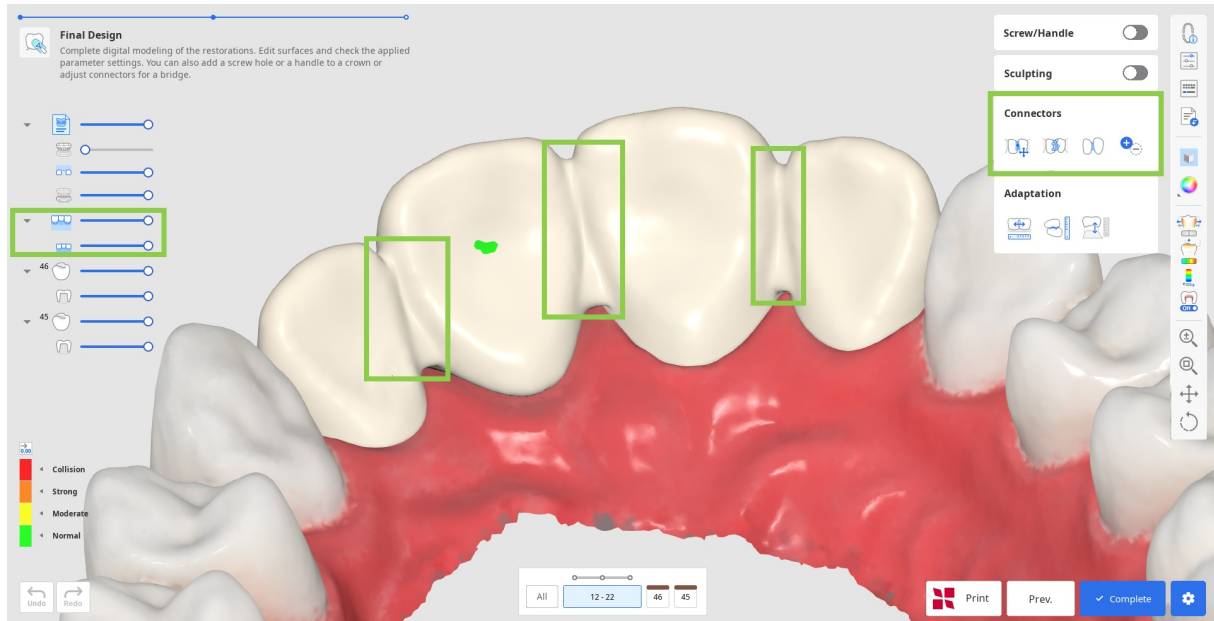 Final Design
Complete digital modeling of the restorations. Edit surfaces and check the applied
parameter settings. You can also add a screw hole or a handle to a crown or
adjust connectors for a bridge.
Screw/Handle
Sculpting
Connectors
Adaptation
46
45
0.00
Collision
Strong
Moderate
Normal
Undo
Redo
All
12 - 22
46
45
Print
Prev.
Complete
Off